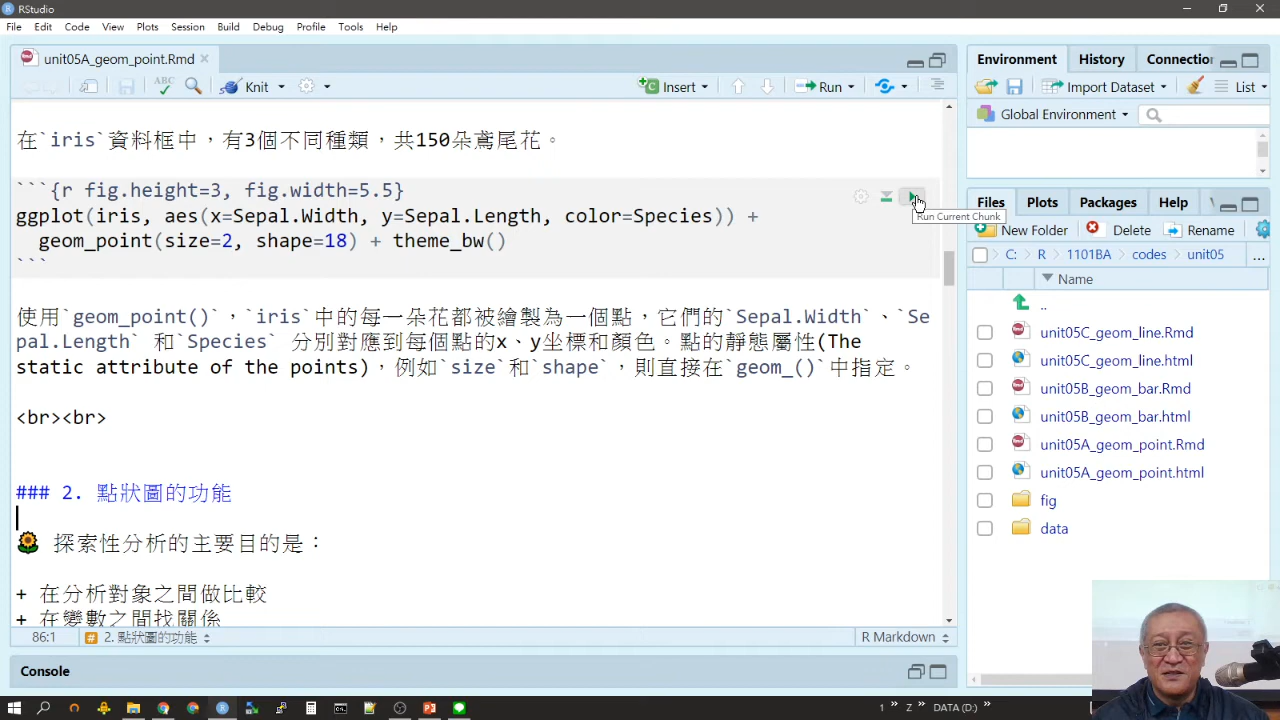 RStudio
File Edit Code View Plots Session Build Debug Profile Tools Help
unit05A_geom_point.Rmd
ABC Knit Insert Run
在`iris`資料框中，有3個不同種類，共150朵鳶尾花。
```{r fig.height=3, fig.width=5.5}
ggplot(iris, aes(x=Sepal.Width, y=Sepal.Length, color=Species)) +
geom_point(size=2, shape=18) + theme_bw()
```
Run Current Chunk
使用`geom_point()`，`iris`中的每一朵花都被繪製為一個點，它們的`Sepal.Width`、`Se
pal.Length` 和`Species` 分別對應到每個點的x、y坐標和顏色。點的靜態屬性(The
static attribute of the points)，例如`size`和`shape`，則直接在`geom_()`中指定。
<br><br>
### 2. 點狀圖的功能
探索性分析的主要目的是：
+ 在分析對象之間做比較
+ 在變數之間找關係
86:1 # 2. 點狀圖的功能 R Markdown
Console
Environment History Connection
Import Dataset List
Global Environment
Files Plots Packages Help
New Folder Delete Rename
C: R 1101BA codes unit05 ...
Name
..
unit05C_geom_line.Rmd
unit05C_geom_line.html
unit05B_geom_bar.Rmd
unit05B_geom_bar.html
unit05A_geom_point.Rmd
unit05A_geom_point.html
fig
data
1 » Z » DATA (D:) »